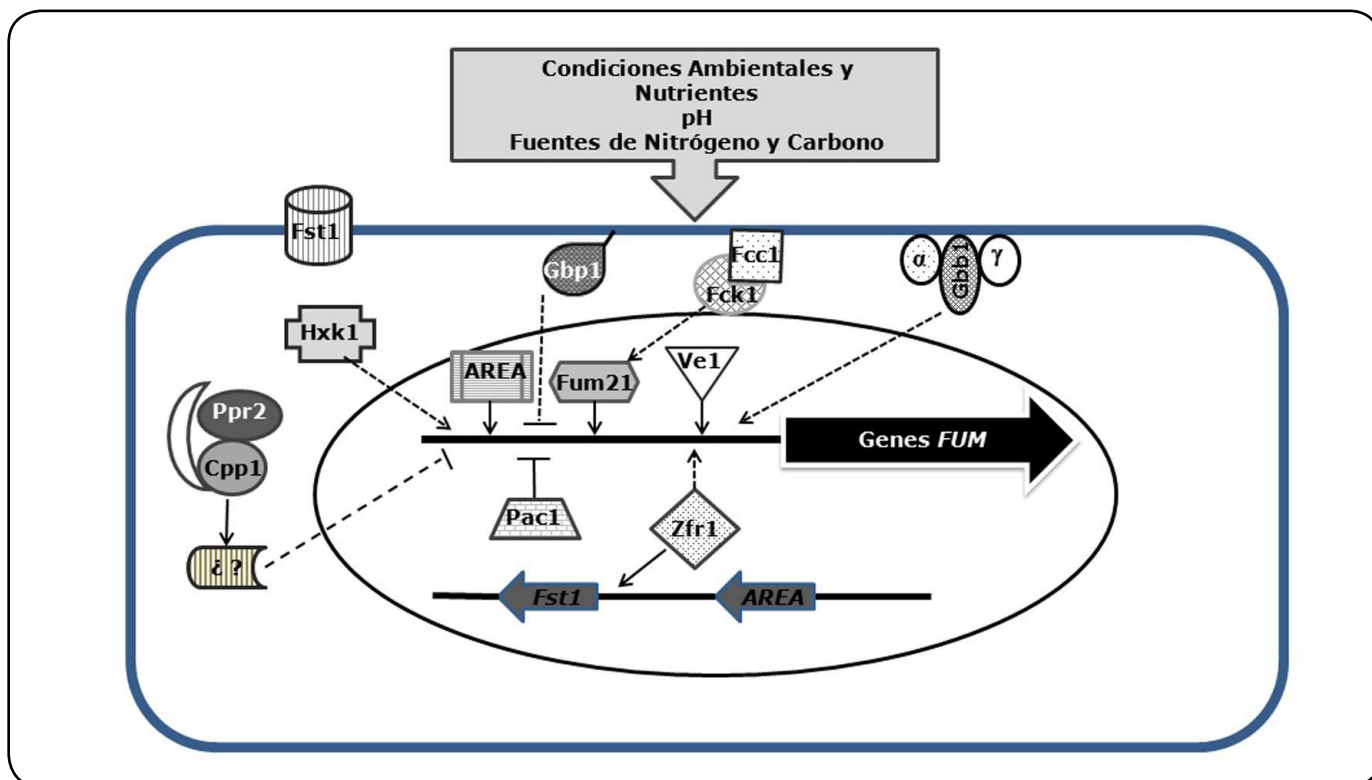 Condiciones Ambientales y
Nutrientes
pH
Fuentes de Nitrógeno y Carbono
Fst1
Gbp1
Fcc1
Fck1
α
Gbb1
γ
Hxk1
AREA
Fum21
Ve1
Ppr2
Cpp1
Genes FUM
Pac1
Zfr1
¿ ?
Fst1
AREA